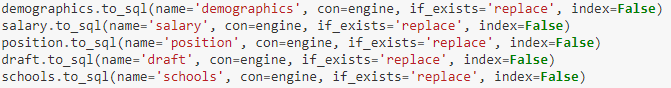 demographics.to_sql(name='demographics', con=engine, if_exists='replace', index=False)
salary.to_sql(name='salary', con=engine, if_exists='replace', index=False)
position.to_sql(name='position', con=engine, if_exists='replace', index=False)
draft.to_sql(name='draft', con=engine, if_exists='replace', index=False)
schools.to_sql(name='schools', con=engine, if_exists='replace', index=False)